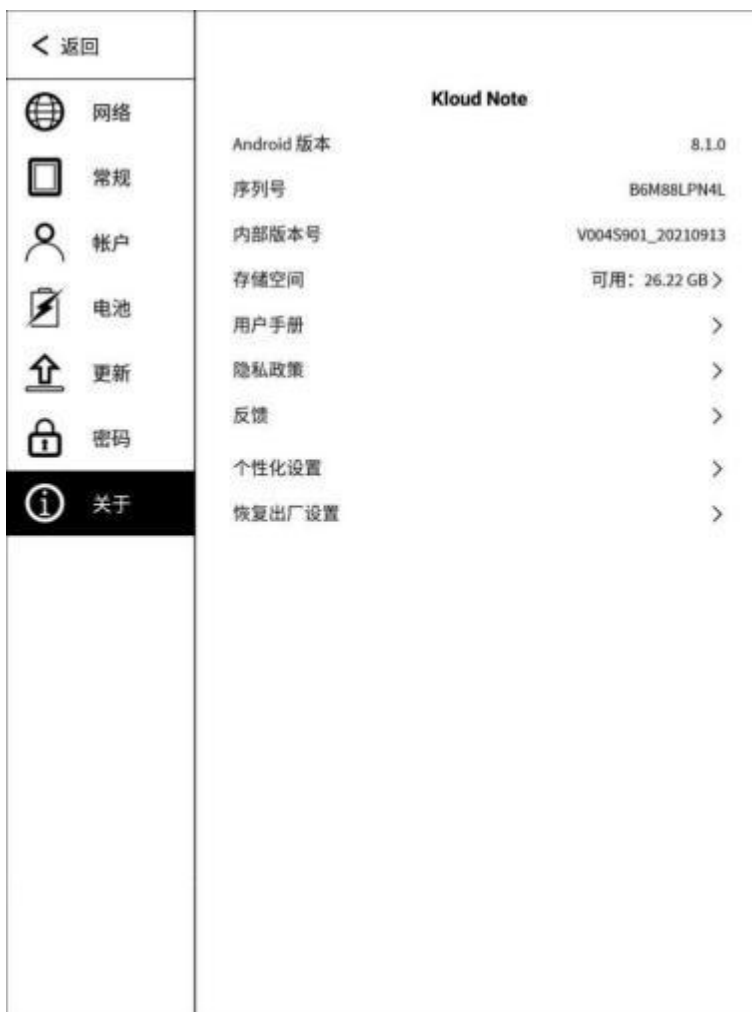 返回
网络
常规
帐户
电池
更新
密码
关于
Kloud Note
Android 版本 8.1.0
序列号 B6M88LPN4L
内部版本号 V004S901_20210913
存储空间 可用：26.22 GB
用户手册
隐私政策
反馈
个性化设置
恢复出厂设置